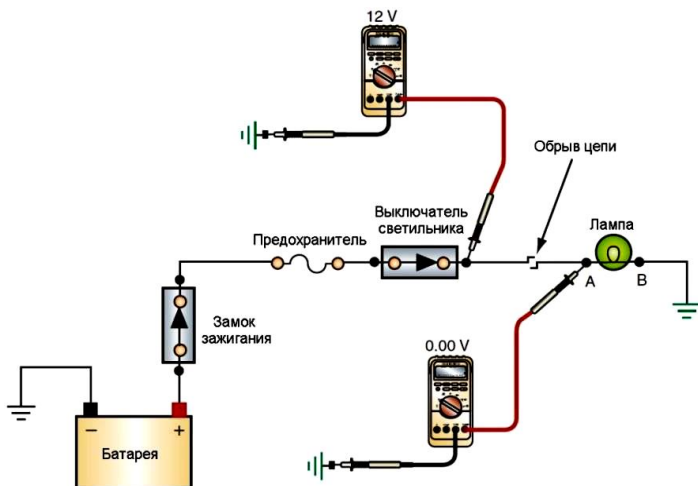 12 V
Обрыв цепи
Выключатель
светильника
Лампа
Предохранитель
A
B
Замок
зажигания
0.00 V
– +
Батарея